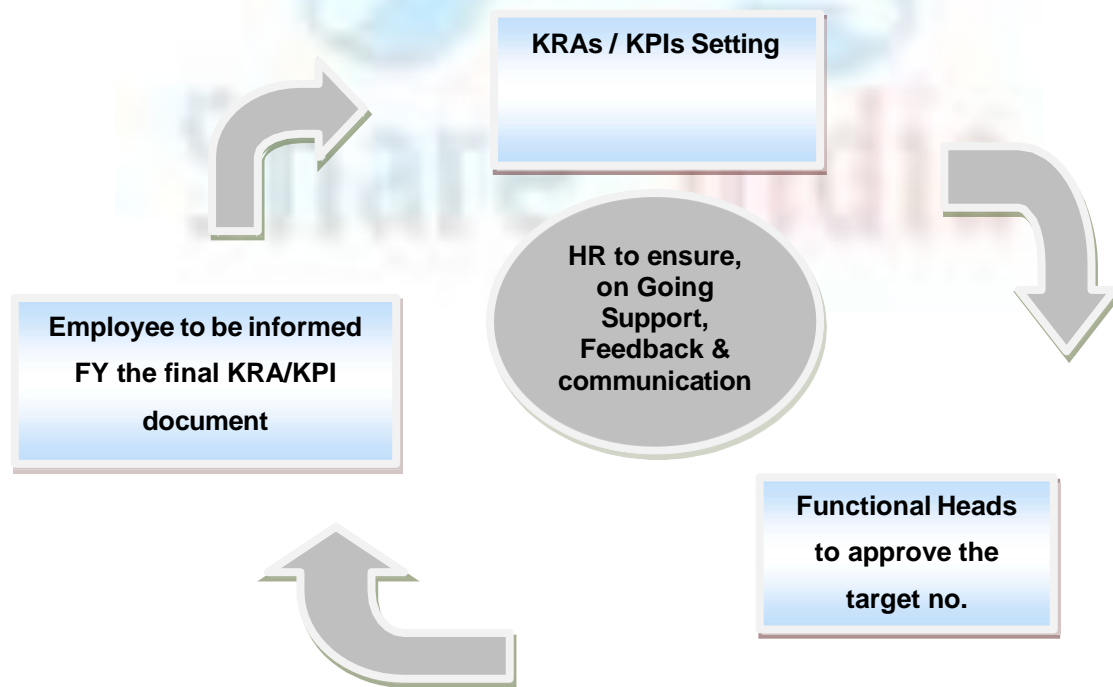 KRAs / KPIs Setting
HR to ensure,
on Going
Support,
Feedback &
communication
Employee to be informed
FY the final KRA/KPI
document
Functional Heads
to approve the
target no.